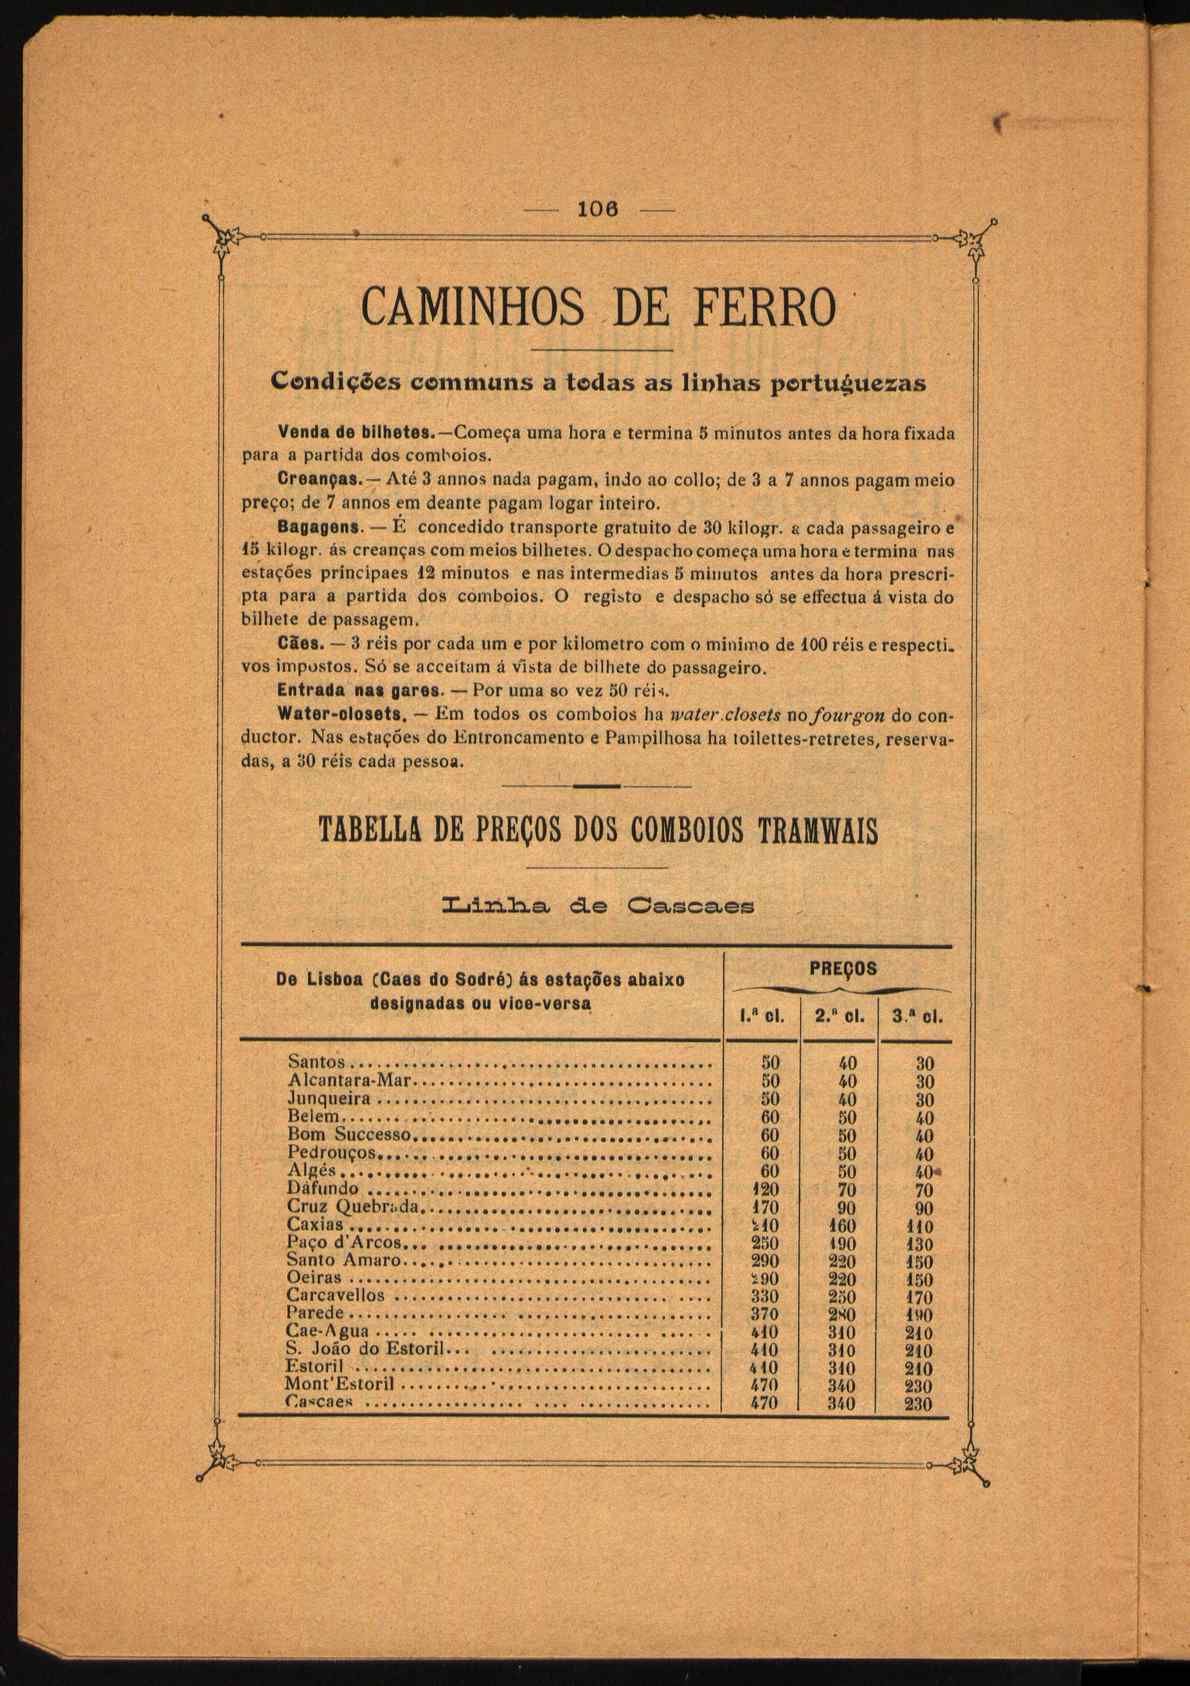 — 106 —
CAMINHOS DE FERRO
Condições communs a todas as linhas portuguezas
Venda de bilhetes.—Começa uma hora e termina 5 minutos antes da hora fixada
para a partida dos comboios.
Creanças.— Até 3 annos nada pagam, indo ao collo; de 3 a 7 annos pagam meio
preço; de 7 annos em deante pagam logar inteiro.
Bagagens. — É concedido transporte gratuito de 30 kilogr. a cada passageiro e
15 kilogr. ás creanças com meios bilhetes. O despacho começa uma hora e termina nas
estações principaes 12 minutos e nas intermedias 5 minutos antes da hora prescri-
pta para a partida dos comboios. O registo e despacho só se effectua á vista do
bilhete de passagem.
Cães. — 3 réis por cada um e por kilometro com o minimo de 100 réis e respecti-
vos impostos. Só se acceitam á vista de bilhete do passageiro.
Entrada nas gares. — Por uma so vez 50 réis.
Water-closets. — Em todos os comboios ha water.closets no fourgon do con-
ductor. Nas estações do Entroncamento e Pampilhosa ha toilettes-retretes, reserva-
das, a 30 réis cada pessoa.
TABELLA DE PREÇOS DOS COMBOIOS TRAMWAIS
Linha de Cascaes
De Lisboa (Caes do Sodré) ás estações abaixo
designadas ou vice-versa
PREÇOS
1.ª cl. 2.ª cl. 3.ª cl.
Santos 50 40 30
Alcantara-Mar 50 40 30
Junqueira 50 40 30
Belem 60 50 40
Bom Successo 60 50 40
Pedrouços 60 50 40
Algés 60 50 40
Dáfundo 120 70 70
Cruz Quebrada 170 90 90
Caxias 210 160 110
Paço d'Arcos 250 190 130
Santo Amaro 290 220 150
Oeiras 290 220 150
Carcavellos 330 250 170
Parede 370 280 190
Cae-Agua 410 310 210
S. João do Estoril 410 310 210
Estoril 410 310 210
Mont'Estoril 470 340 230
Cascaes 470 340 230